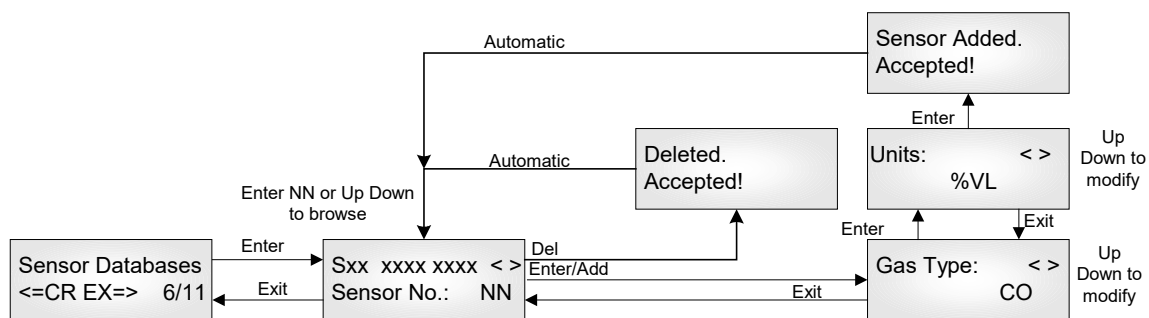 Automatic
Sensor Added.
Accepted!
Enter
Automatic
Deleted.
Accepted!
Units: < >
%VL
Up
Down to
modify
Enter NN or Up Down
to browse
Enter
Exit
Sensor Databases
<=CR EX=> 6/11
Enter
Exit
Sxx xxxx xxxx < >
Sensor No.: NN
Del
Enter/Add
Exit
Gas Type: < >
CO
Up
Down to
modify